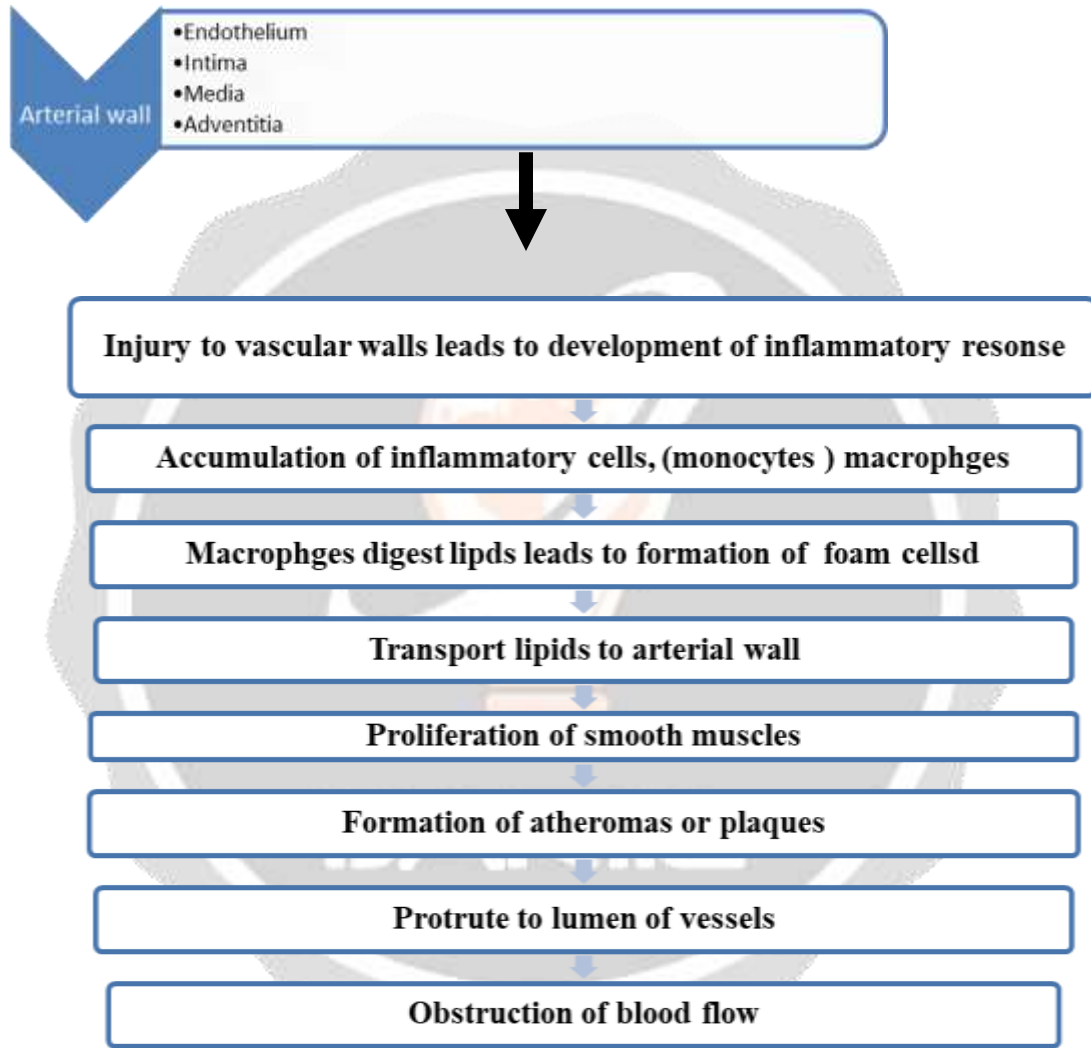 Arterial wall
•Endothelium
•Intima
•Media
•Adventitia
Injury to vascular walls leads to development of inflammatory resonse
Accumulation of inflammatory cells, (monocytes ) macrophges
Macrophges digest lipds leads to formation of foam cellsd
Transport lipids to arterial wall
Proliferation of smooth muscles
Formation of atheromas or plaques
Protrute to lumen of vessels
Obstruction of blood flow